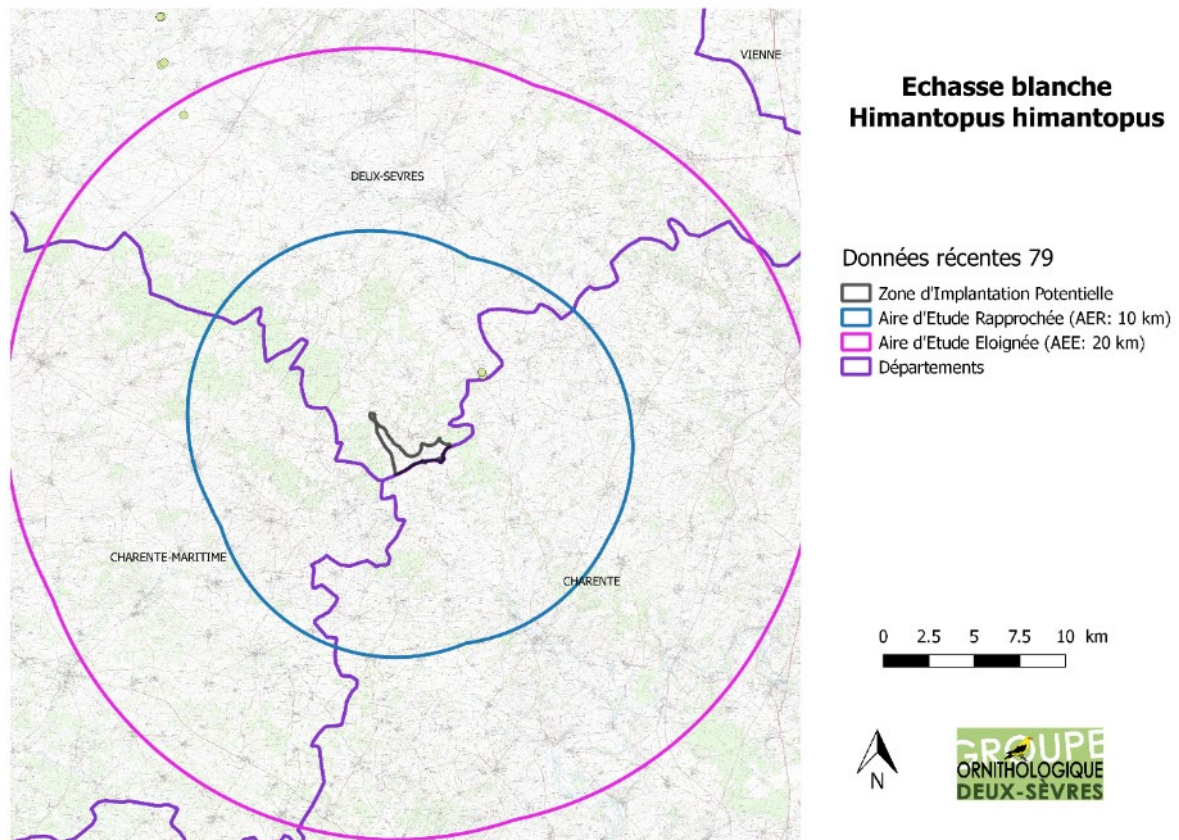 VIENNE
DEUX-SEVRES
CHARENTE-MARITIME
CHARENTE
Echasse blanche
Himantopus himantopus
Données récentes 79
Zone d'Implantation Potentielle
Aire d'Etude Rapprochée (AER: 10 km)
Aire d'Etude Eloignée (AEE: 20 km)
Départements
0 2.5 5 7.5 10 km
N
GROUPE
ORNITHOLOGIQUE
DEUX-SÈVRES